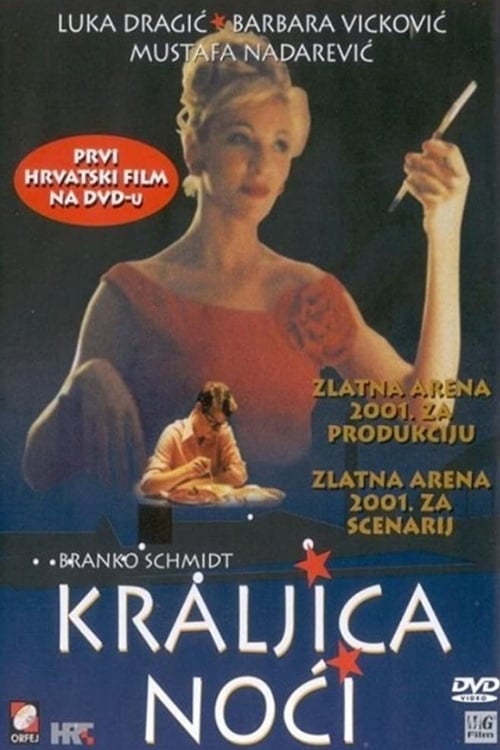 LUKA DRAGIĆ★BARBARA VICKOVIĆ
MUSTAFA NADAREVIĆ
PRVI
HRVATSKI FILM
NA DVD-u
ZLATNA ARENA
2001. ZA
PRODUKCIJU
ZLATNA ARENA
2001. ZA
SCENARIJ
BRANKO SCHMIDT
KRALJICA
NOĆI
ORFEJ
HRT
DVD
VIDEO
Film